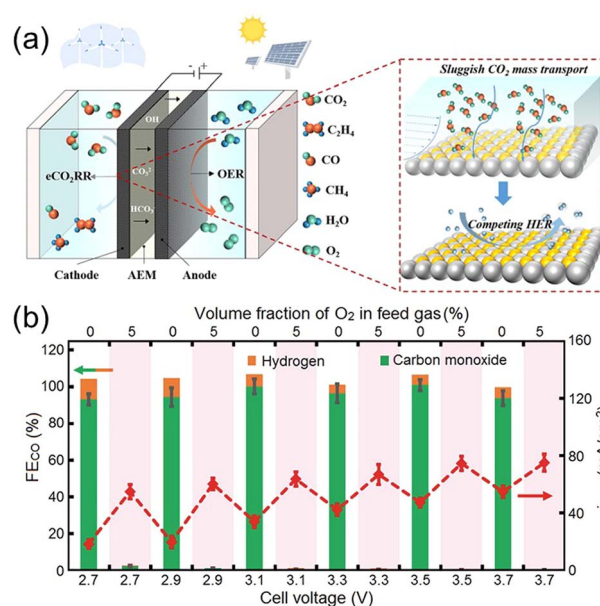 (a)
- +
Sluggish CO2 mass transport
OH
CO2
C2H4
eCO2RR
CO3 2-
OER
CO
HCO3
CH4
H2O
Competing HER
O2
Cathode AEM Anode
(b)
Volume fraction of O2 in feed gas (%)
0 5 0 5 0 5 0 5 0 5 0 5
Hydrogen
Carbon monoxide
120 160
100 120
80
60 80
40
40
20
0 0
FECO (%)
2.7 2.7 2.9 2.9 3.1 3.1 3.3 3.3 3.5 3.5 3.7 3.7
Cell voltage (V)